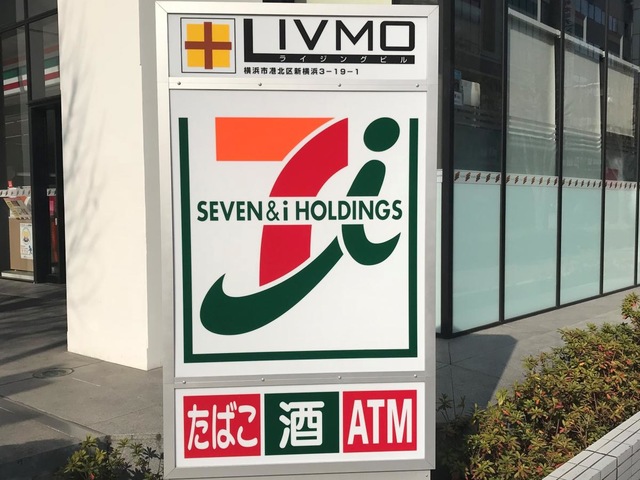 LIVMO
ライジングビル
横浜市港北区新横浜3-19-1
7i
SEVEN & i HOLDINGS
たばこ 酒 ATM